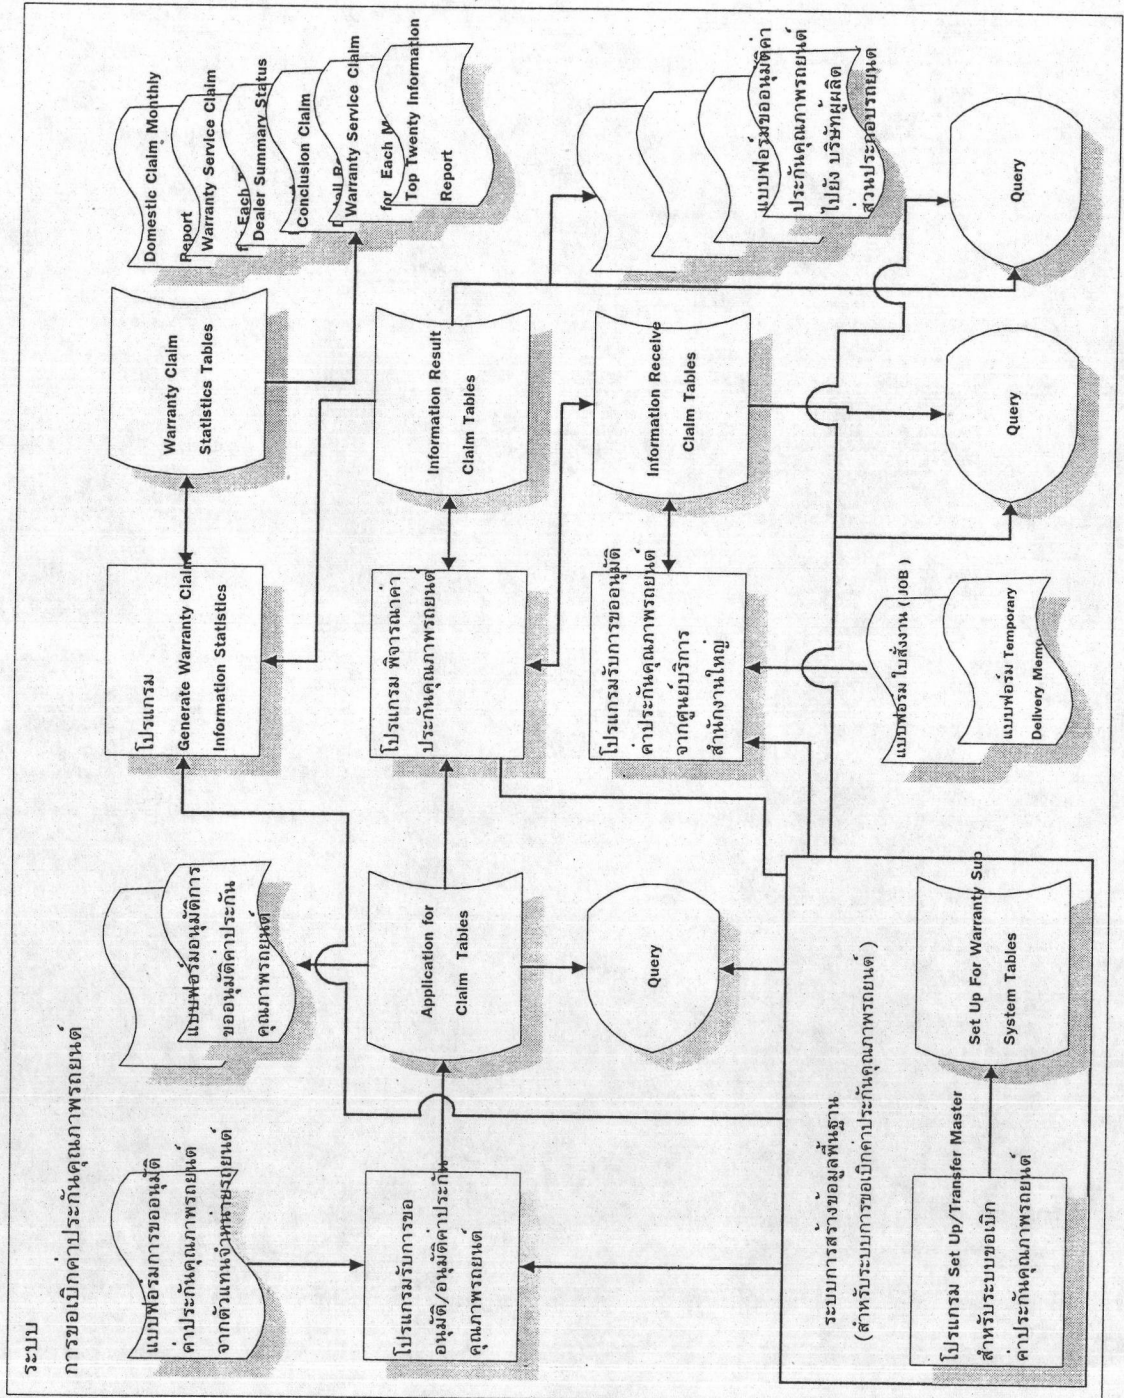 ระบบ
การขอเบิกค่าประกันคุณภาพรถยนต์
แบบฟอร์มการขออนุมัติ
ค่าประกันคุณภาพรถยนต์
จากตัวแทนจำหน่ายรถยนต์
โปรแกรมรับการขอ
อนุมัติ/อนุมัติค่าประกัน
คุณภาพรถยนต์
ระบบการสร้างข้อมูลพื้นฐาน
(สำหรับระบบการขอเบิกค่าประกันคุณภาพรถยนต์ )
โปรแกรม Set Up/Transfer Master
สำหรับระบบขอเบิก
ค่าประกันคุณภาพรถยนต์
Set Up For Warranty Sub
System Tables
แบบฟอร์มอนุมัติการ
ขออนุมัติค่าประกัน
คุณภาพรถยนต์
Application for
Claim Tables
Query
โปรแกรม
Generate Warranty Claim
Information Statistics
โปรแกรม พิจารณาค่า
ประกันคุณภาพรถยนต์
โปรแกรมรับการขออนุมัติ
ค่าประกันคุณภาพรถยนต์
จากศูนย์บริการ
สำนักงานใหญ่
แบบฟอร์ม ใบสั่งงาน ( JOB )
แบบฟอร์ม Temporary
Delivery Memo
Warranty Claim
Statistics Tables
Information Result
Claim Tables
Information Receive
Claim Tables
Query
Domestic Claim Monthly
Report
Warranty Service Claim
for Each
Dealer Summary Status
Conclusion Claim
Warranty Service Claim
for Each M
Top Twenty Information
Report
แบบฟอร์มขออนุมัติค่า
ประกันคุณภาพรถยนต์
ไปยัง บริษัทผู้ผลิต
ส่วนประกอบรถยนต์
Query